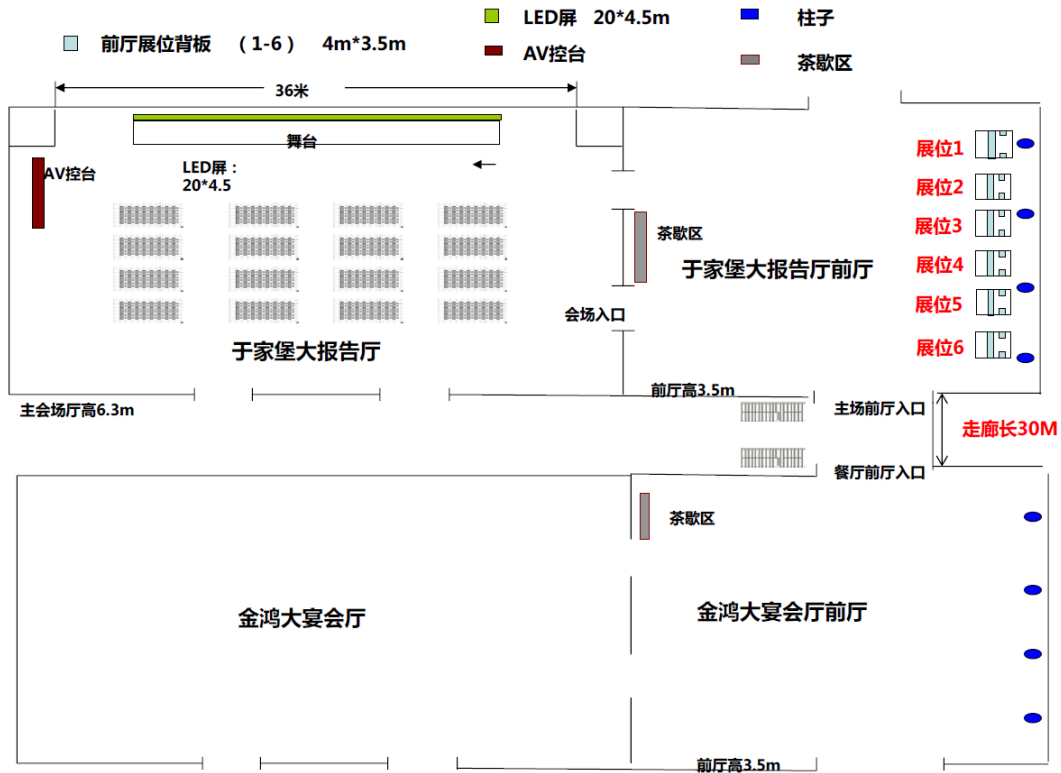 LED屏 20*4.5m
柱子
前厅展位背板 （1-6） 4m*3.5m
AV控台
茶歇区
36米
舞台
AV控台
LED屏：
20*4.5
展位1
展位2
展位3
展位4
展位5
展位6
茶歇区
于家堡大报告厅前厅
会场入口
于家堡大报告厅
前厅高3.5m
主会场厅高6.3m
主场前厅入口
走廊长30M
餐厅前厅入口
茶歇区
金鸿大宴会厅
金鸿大宴会厅前厅
前厅高3.5m